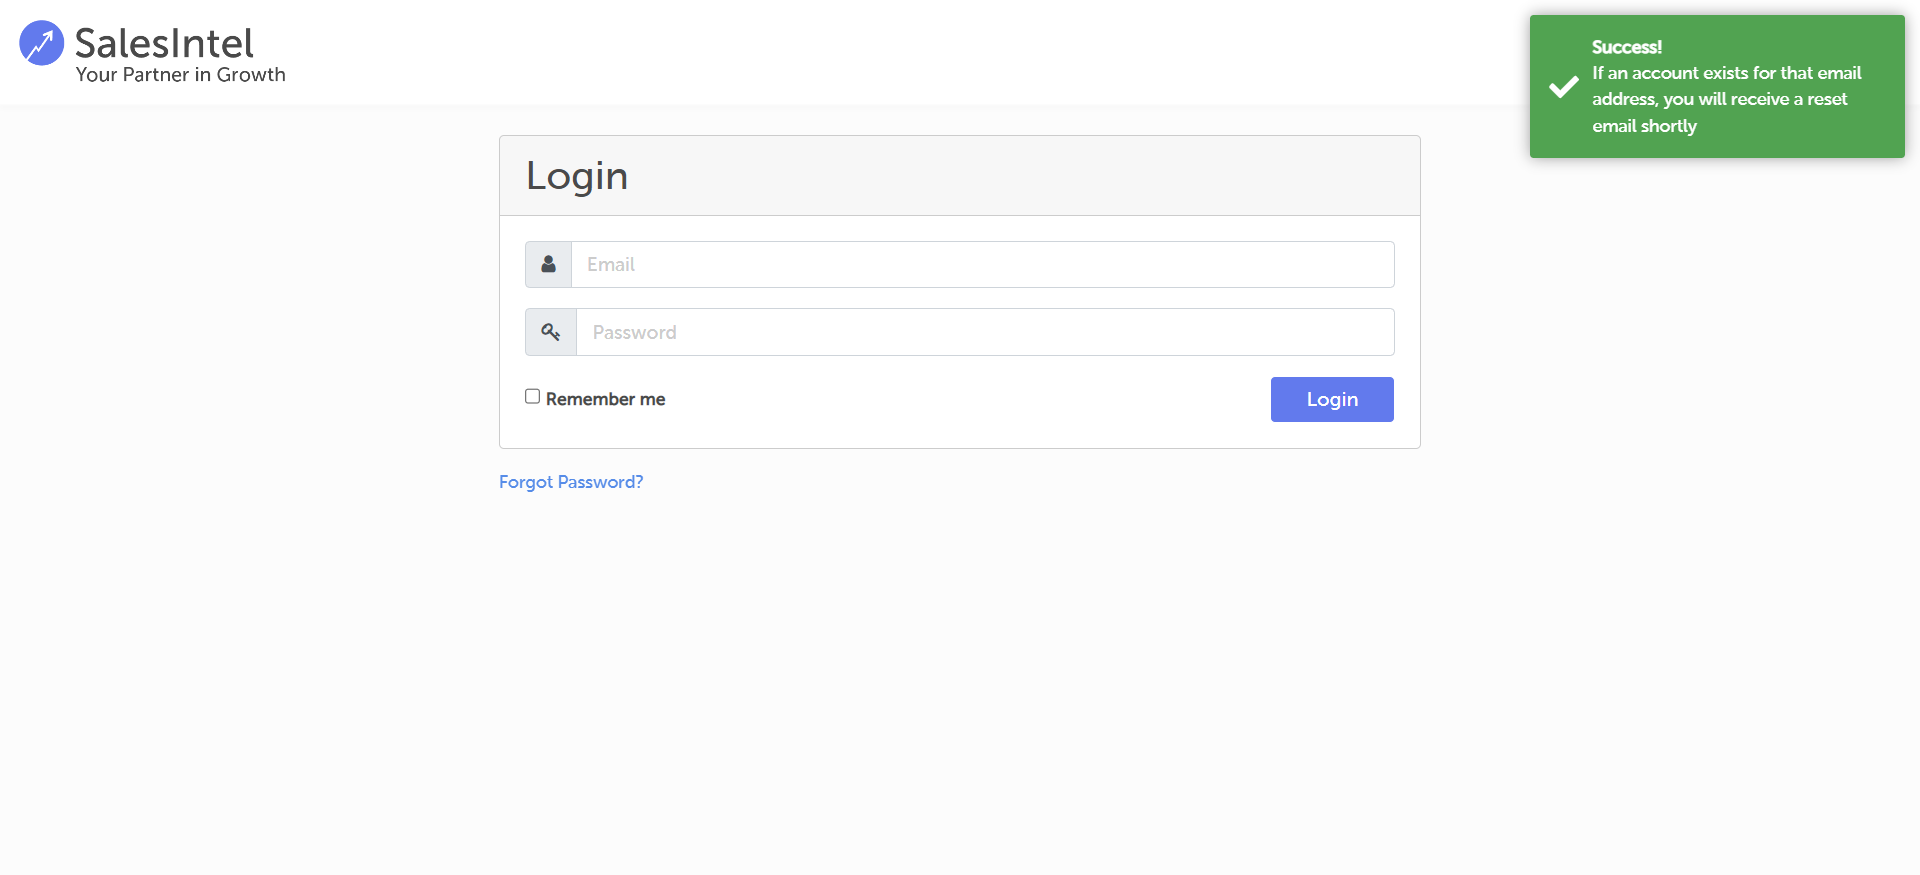 SalesIntel
Your Partner in Growth
Success!
If an account exists for that email
address, you will receive a reset
email shortly
Login
Email
Password
Remember me
Login
Forgot Password?